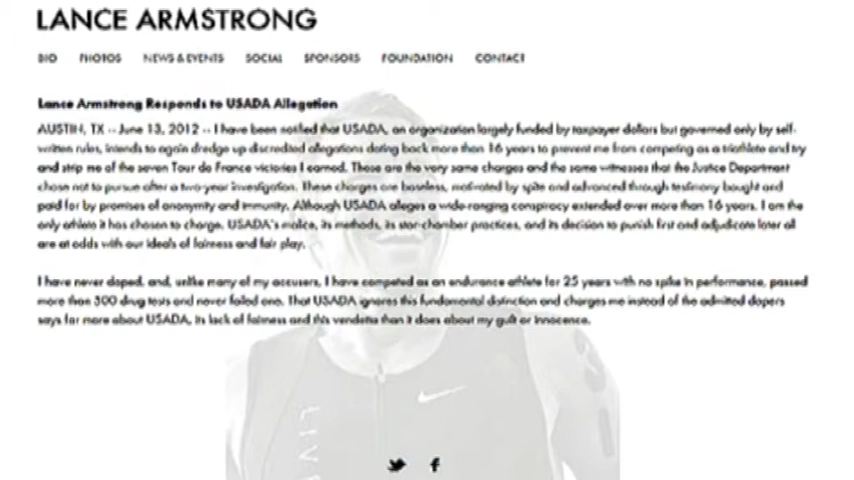 LANCE ARMSTRONG
BIO PHOTOS NEWS & EVENTS SOCIAL SPONSORS FOUNDATION CONTACT
Lance Armstrong Responds to USADA Allegation
AUSTIN, TX -- June 13, 2012 -- I have been notified that USADA, an organization largely funded by taxpayer dollars but governed only by self-
written rules, intends to again dredge up discredited allegations dating back more than 16 years to prevent me from competing as a triathlete and try
and strip me of the seven Tour de France victories I earned. These are the very same charges and the same witnesses that the Justice Department
chose not to pursue after a two-year investigation. These charges are baseless, motivated by spite and advanced through testimony bought and
paid for by promises of anonymity and immunity. Although USADA alleges a wide-ranging conspiracy extended over more than 16 years, I am the
only athlete it has chosen to charge. USADA's malice, its methods, its star-chamber practices, and its decision to punish first and adjudicate later all
are at odds with our ideals of fairness and fair play.
I have never doped, and, unlike many of my accusers, I have competed as an endurance athlete for 25 years with no spike in performance, passed
more than 500 drug tests and never failed one. That USADA ignores this fundamental distinction and charges me instead of the admitted dopers
says far more about USADA, its lack of fairness and this vendetta than it does about my guilt or innocence.
LIV